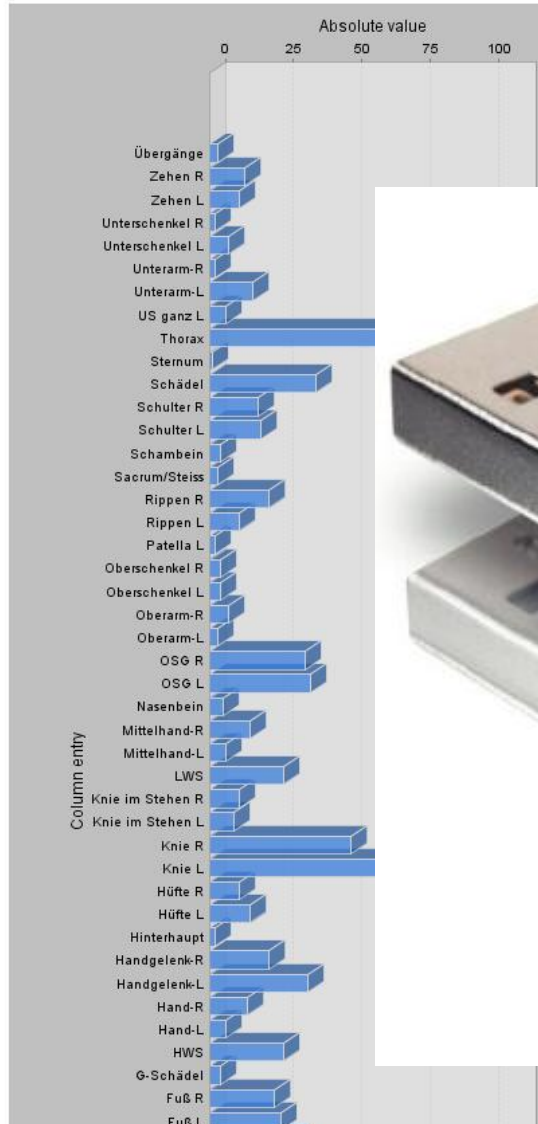 Absolute value
0 25 50 75 100
Übergänge
Zehen R
Zehen L
Unterschenkel R
Unterschenkel L
Unterarm-R
Unterarm-L
US ganz L
Thorax
Sternum
Schädel
Schulter R
Schulter L
Schambein
Sacrum/Steiss
Rippen R
Rippen L
Patella L
Oberschenkel R
Oberschenkel L
Oberarm-R
Oberarm-L
OSG R
OSG L
Nasenbein
Mittelhand-R
Mittelhand-L
LWS
Knie im Stehen R
Knie im Stehen L
Knie R
Knie L
Hüfte R
Hüfte L
Hinterhaupt
Handgelenk-R
Handgelenk-L
Hand-R
Hand-L
HWS
G-Schädel
Fuß R
Fuß L
Column entry